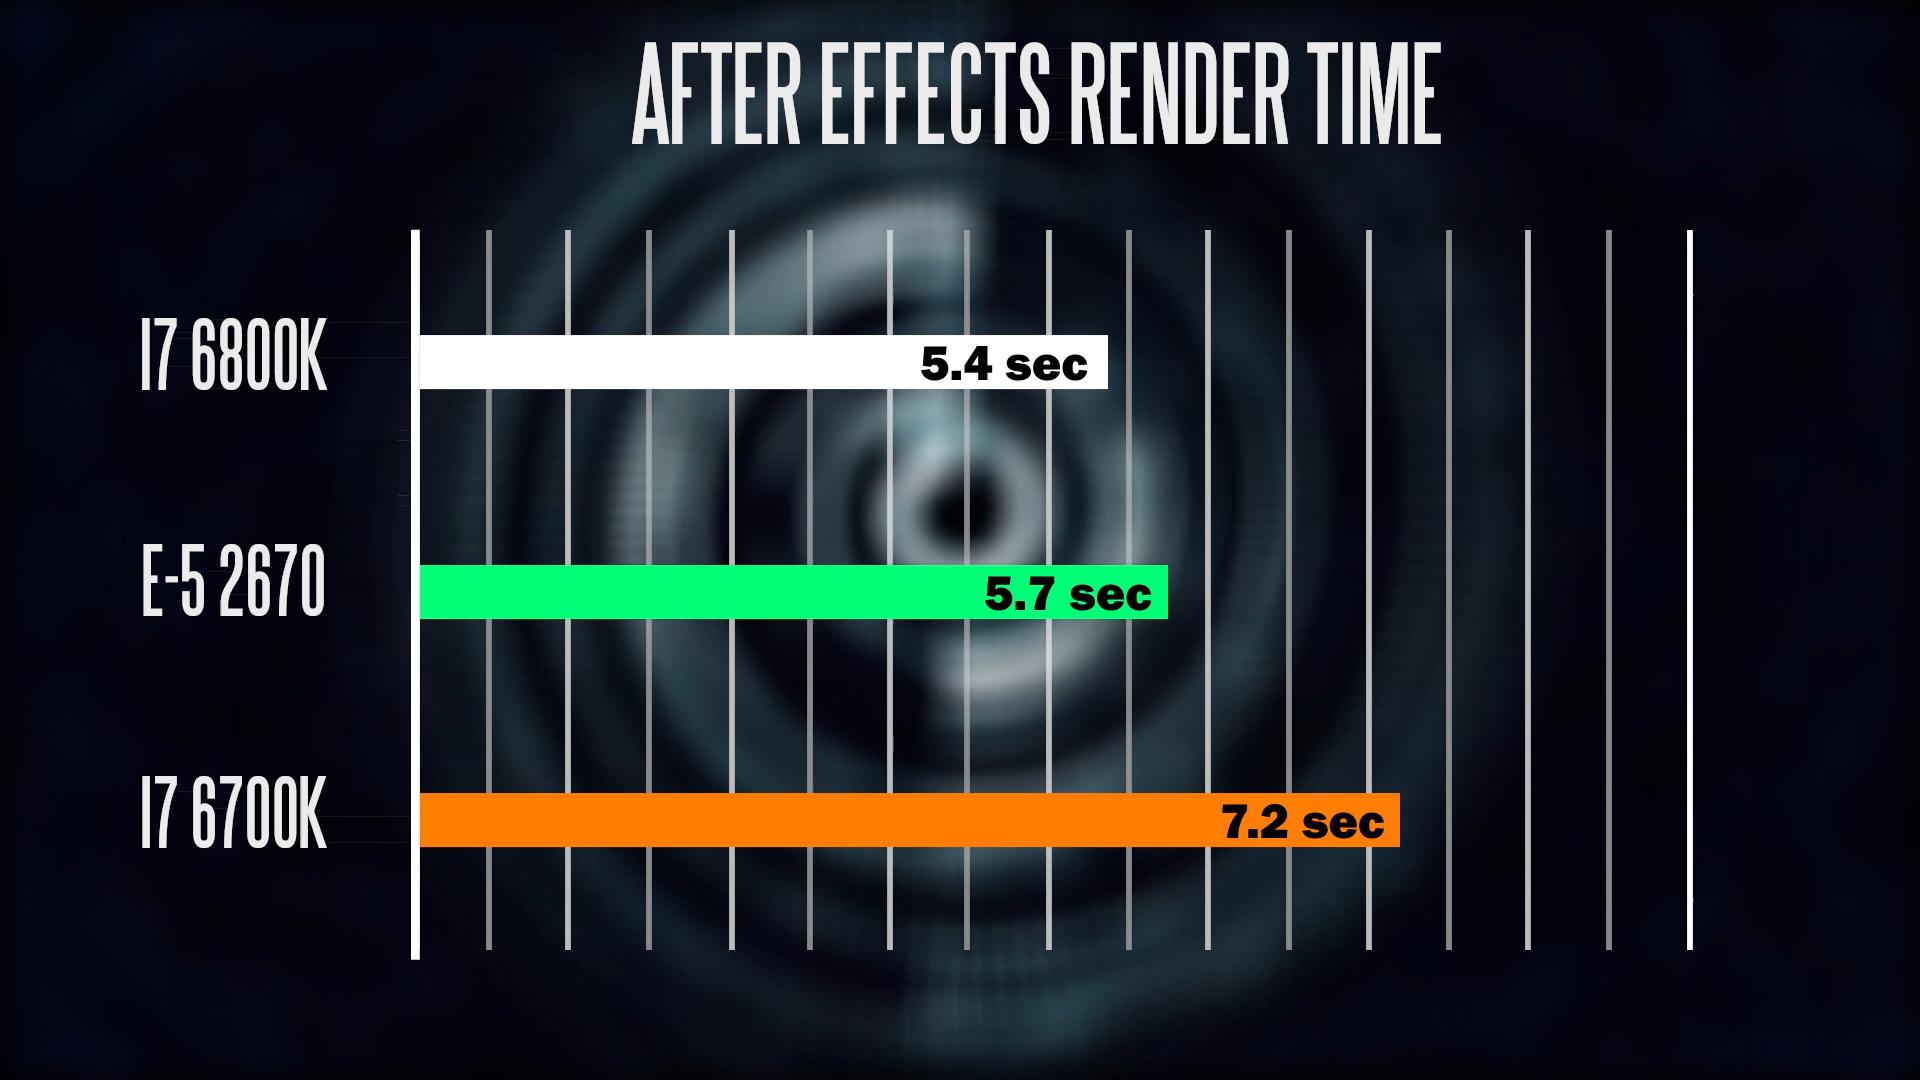 AFTER EFFECTS RENDER TIME
I7 6800K
5.4 sec
E-5 2670
5.7 sec
I7 6700K
7.2 sec